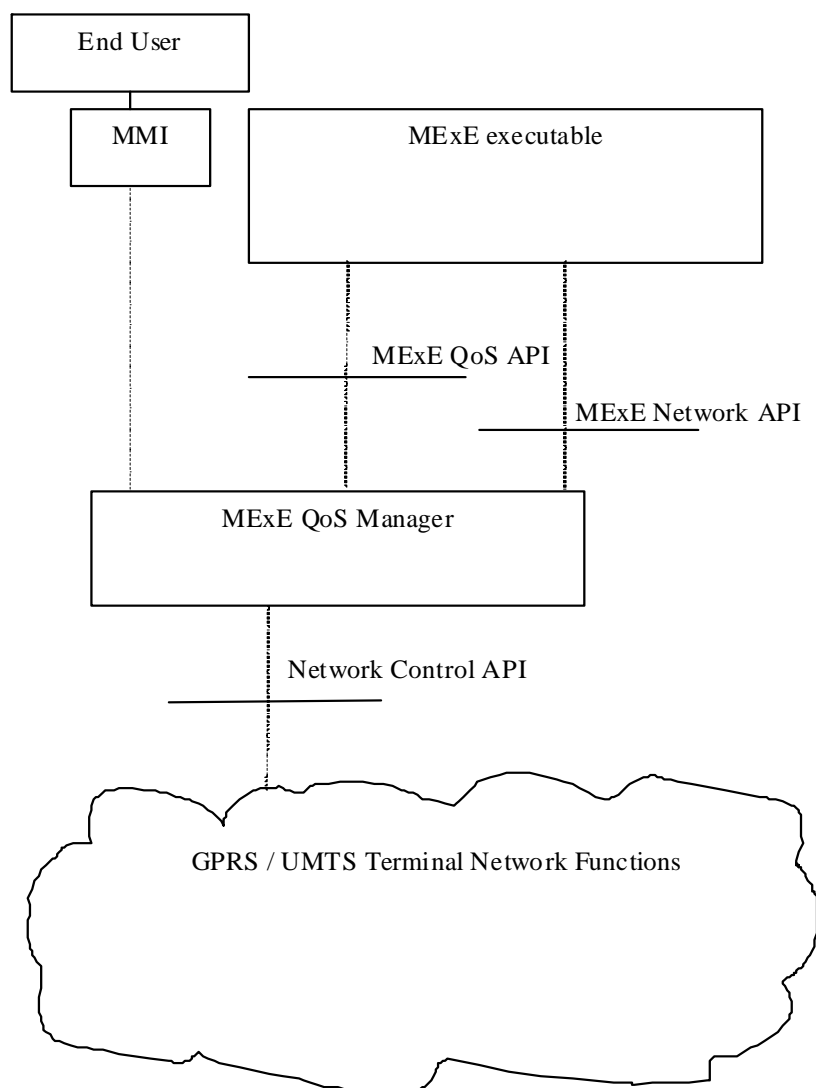 End User
MMI
MExE executable
MExE QoS API
MExE Network API
MExE QoS Manager
Network Control API
GPRS / UMTS Terminal Network Functions